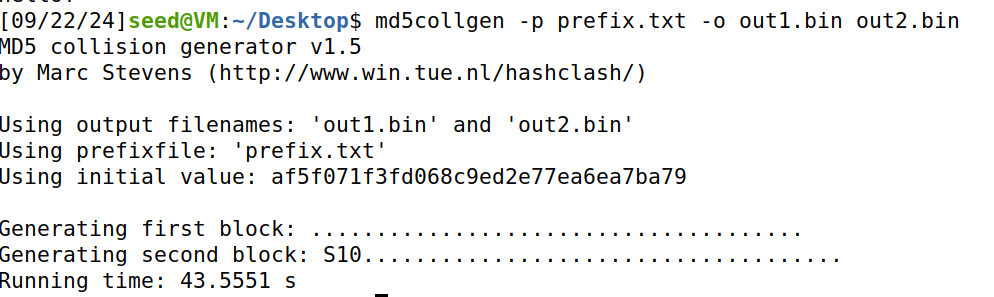 [09/22/24]seed@VM:~/Desktop$ md5collgen -p prefix.txt -o out1.bin out2.bin
MD5 collision generator v1.5
by Marc Stevens (http://www.win.tue.nl/hashclash/)
Using output filenames: 'out1.bin' and 'out2.bin'
Using prefixfile: 'prefix.txt'
Using initial value: af5f071f3fd068c9ed2e77ea6ea7ba79
Generating first block: ......................................
Generating second block: S10.....................................
Running time: 43.5551 s